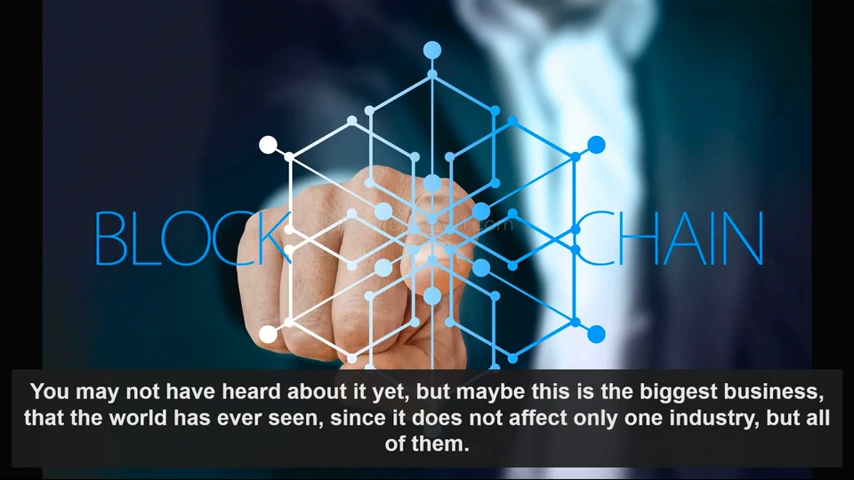 BLOCK CHAIN
You may not have heard about it yet, but maybe this is the biggest business,
that the world has ever seen, since it does not affect only one industry, but all
of them.